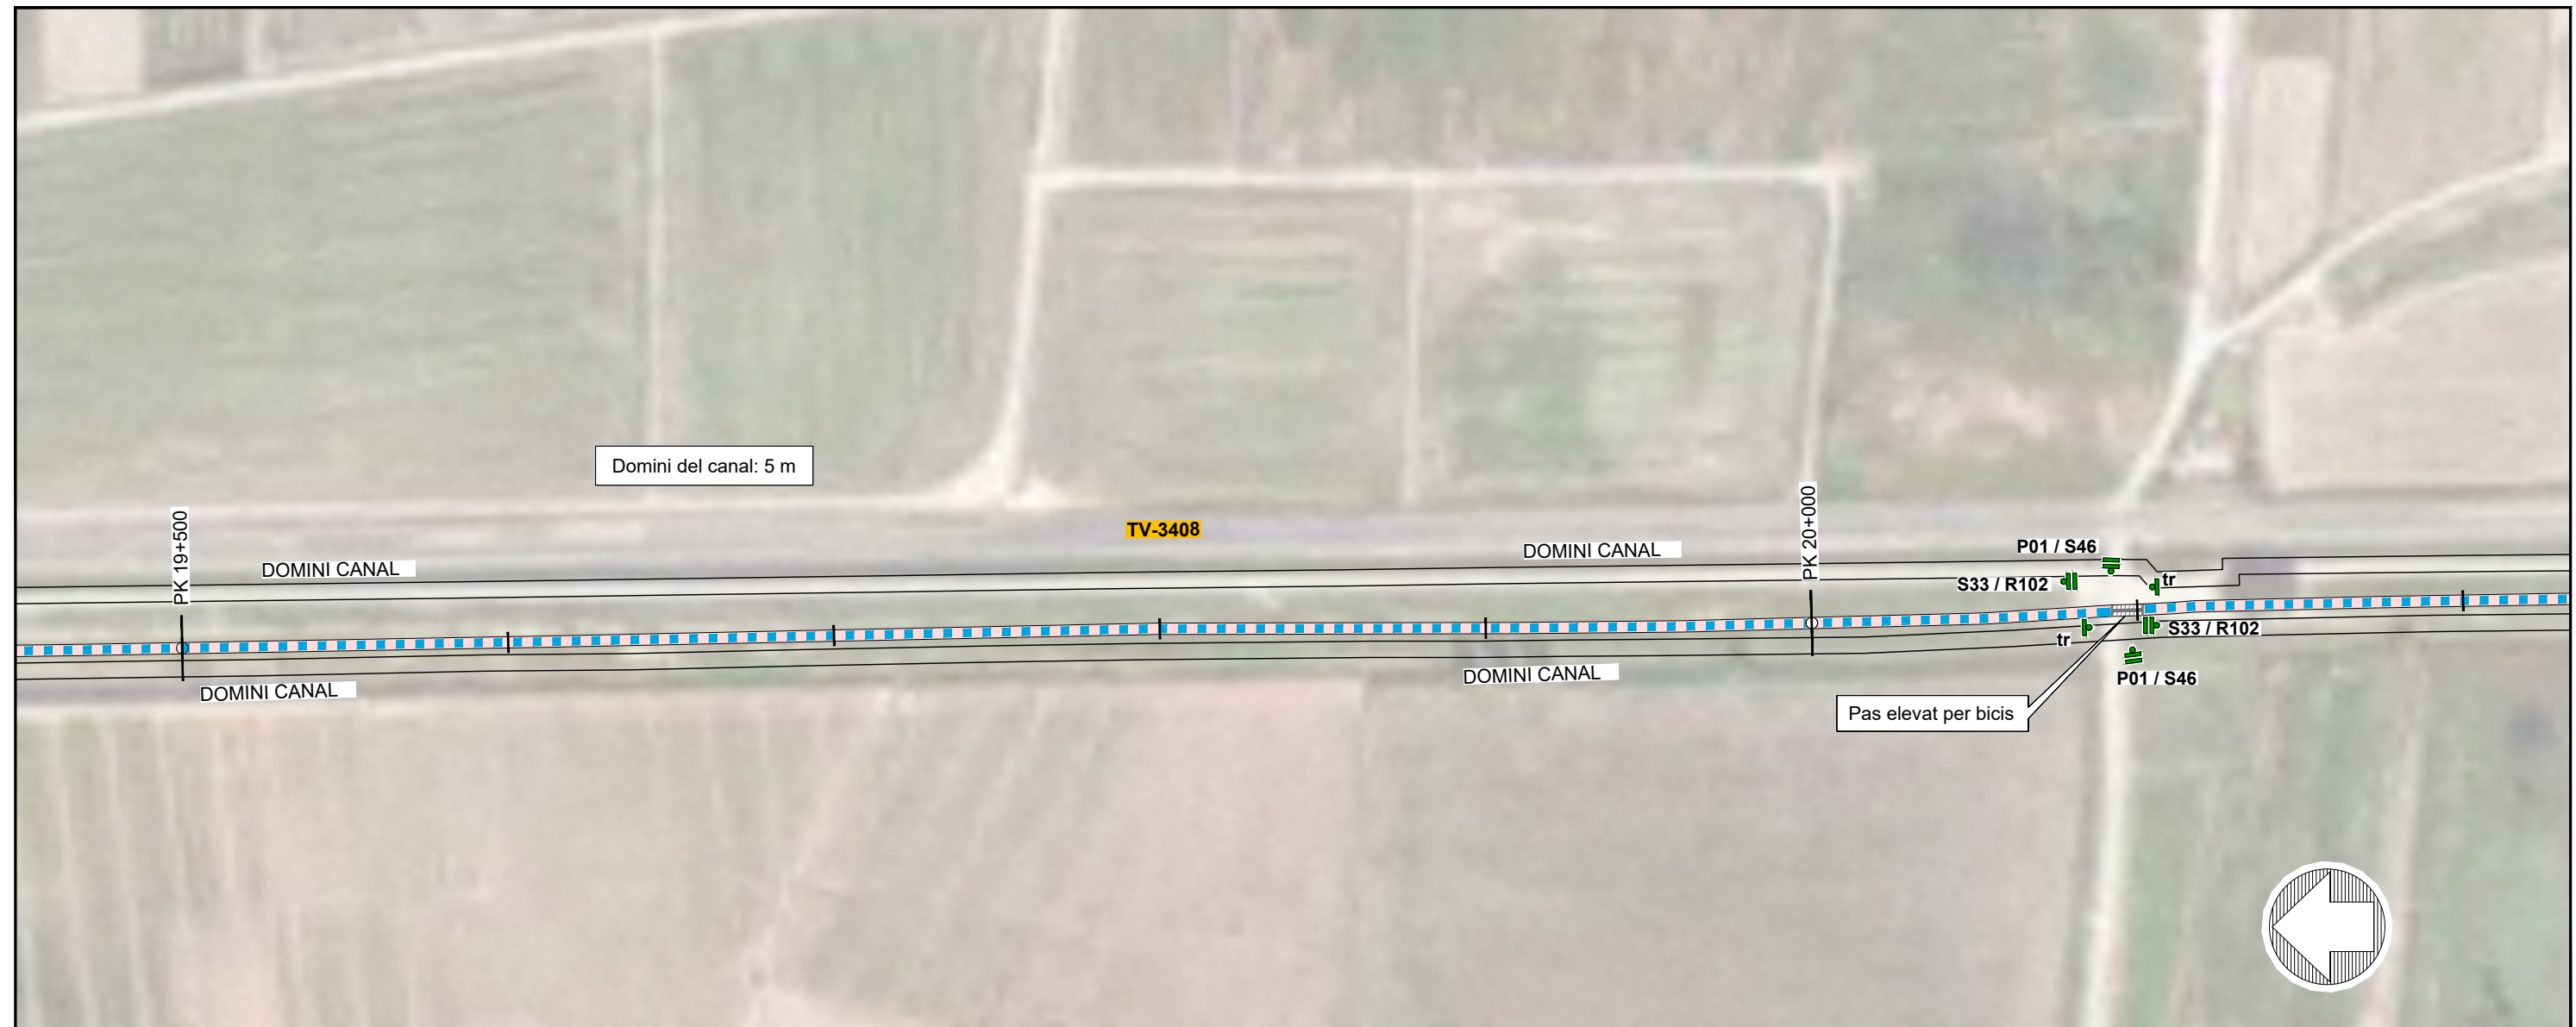 Domini del canal: 5 m
PK 19+500
TV-3408
PK 20+000
DOMINI CANAL
DOMINI CANAL
P01 / S46
S33 / R102
tr
tr
S33 / R102
P01 / S46
DOMINI CANAL
DOMINI CANAL
Pas elevat per bicis